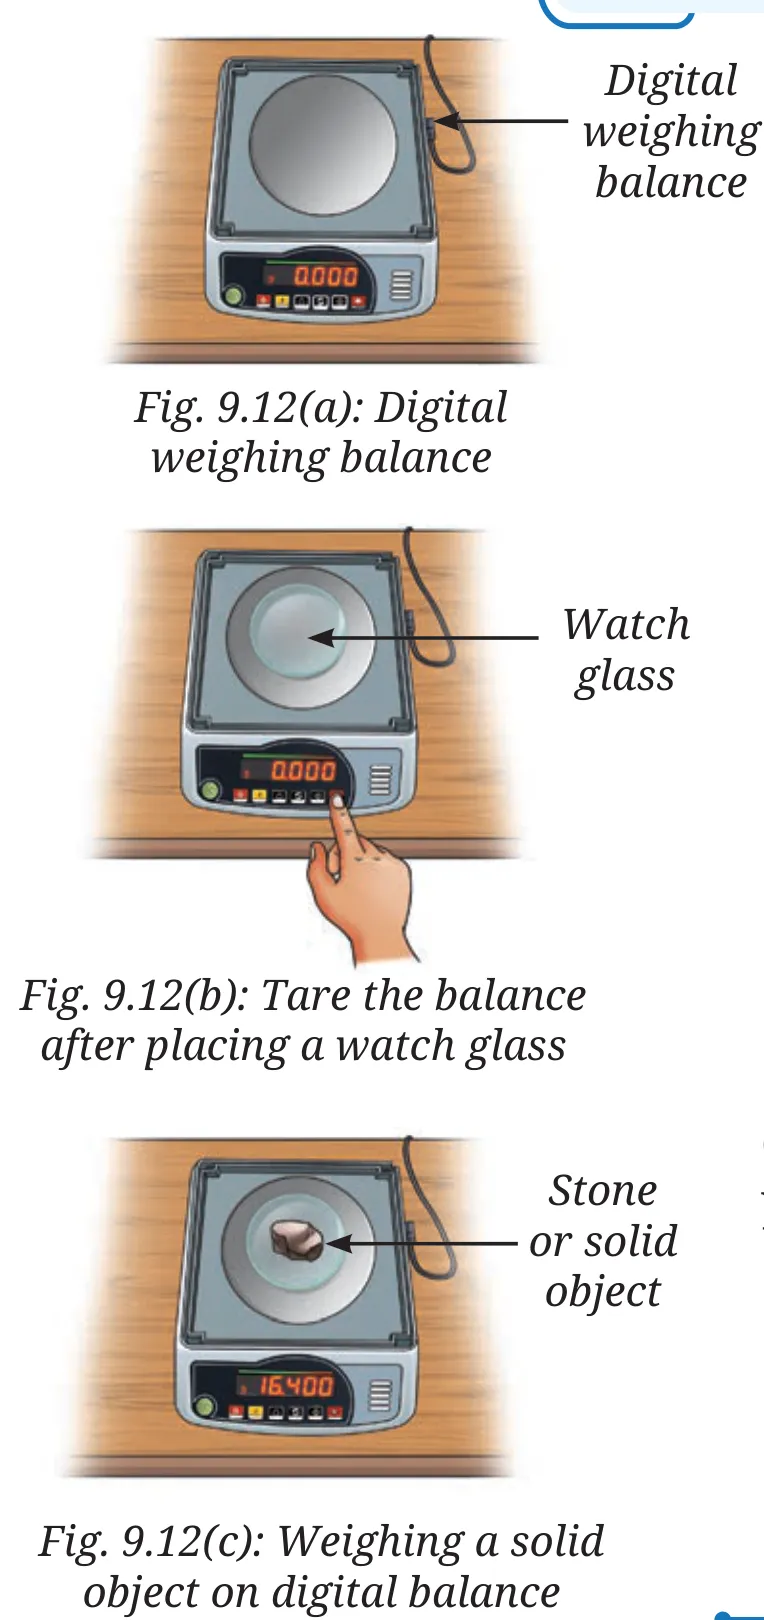 Digital
weighing
balance
0.000
Fig. 9.12(a): Digital
weighing balance
Watch
glass
0.000
Fig. 9.12(b): Tare the balance
after placing a watch glass
Stone
or solid
object
16.400
Fig. 9.12(c): Weighing a solid
object on digital balance